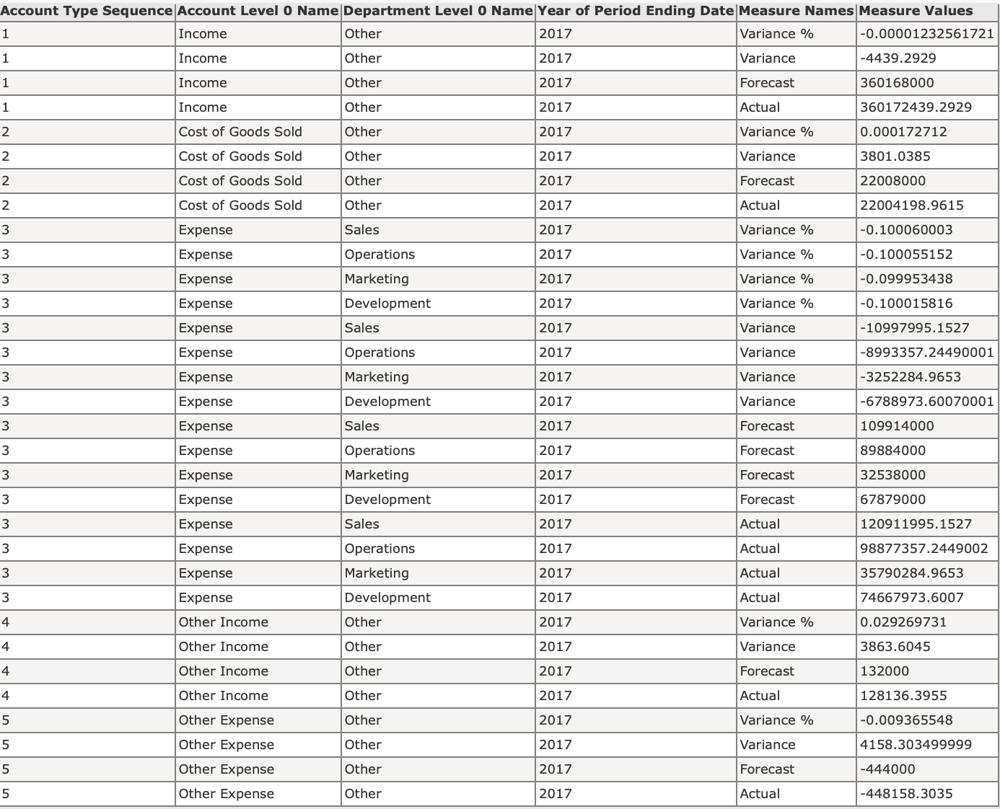 Account Type Sequence Account Level 0 Name Department Level 0 Name Year of Period Ending Date Measure Names Measure Values
1 Income Other 2017 Variance % -0.00001232561721
1 Income Other 2017 Variance -4439.2929
1 Income Other 2017 Forecast 360168000
1 Income Other 2017 Actual 360172439.2929
2 Cost of Goods Sold Other 2017 Variance % 0.000172712
2 Cost of Goods Sold Other 2017 Variance 3801.0385
2 Cost of Goods Sold Other 2017 Forecast 22008000
2 Cost of Goods Sold Other 2017 Actual 22004198.9615
3 Expense Sales 2017 Variance % -0.100060003
3 Expense Operations 2017 Variance % -0.100055152
3 Expense Marketing 2017 Variance % -0.099953438
3 Expense Development 2017 Variance % -0.100015816
3 Expense Sales 2017 Variance -10997995.1527
3 Expense Operations 2017 Variance -8993357.24490001
3 Expense Marketing 2017 Variance -3252284.9653
3 Expense Development 2017 Variance -6788973.60070001
3 Expense Sales 2017 Forecast 109914000
3 Expense Operations 2017 Forecast 89884000
3 Expense Marketing 2017 Forecast 32538000
3 Expense Development 2017 Forecast 67879000
3 Expense Sales 2017 Actual 120911995.1527
3 Expense Operations 2017 Actual 98877357.2449002
3 Expense Marketing 2017 Actual 35790284.9653
3 Expense Development 2017 Actual 74667973.6007
4 Other Income Other 2017 Variance % 0.029269731
4 Other Income Other 2017 Variance 3863.6045
4 Other Income Other 2017 Forecast 132000
4 Other Income Other 2017 Actual 128136.3955
5 Other Expense Other 2017 Variance % -0.009365548
5 Other Expense Other 2017 Variance 4158.303499999
5 Other Expense Other 2017 Forecast -444000
5 Other Expense Other 2017 Actual -448158.3035